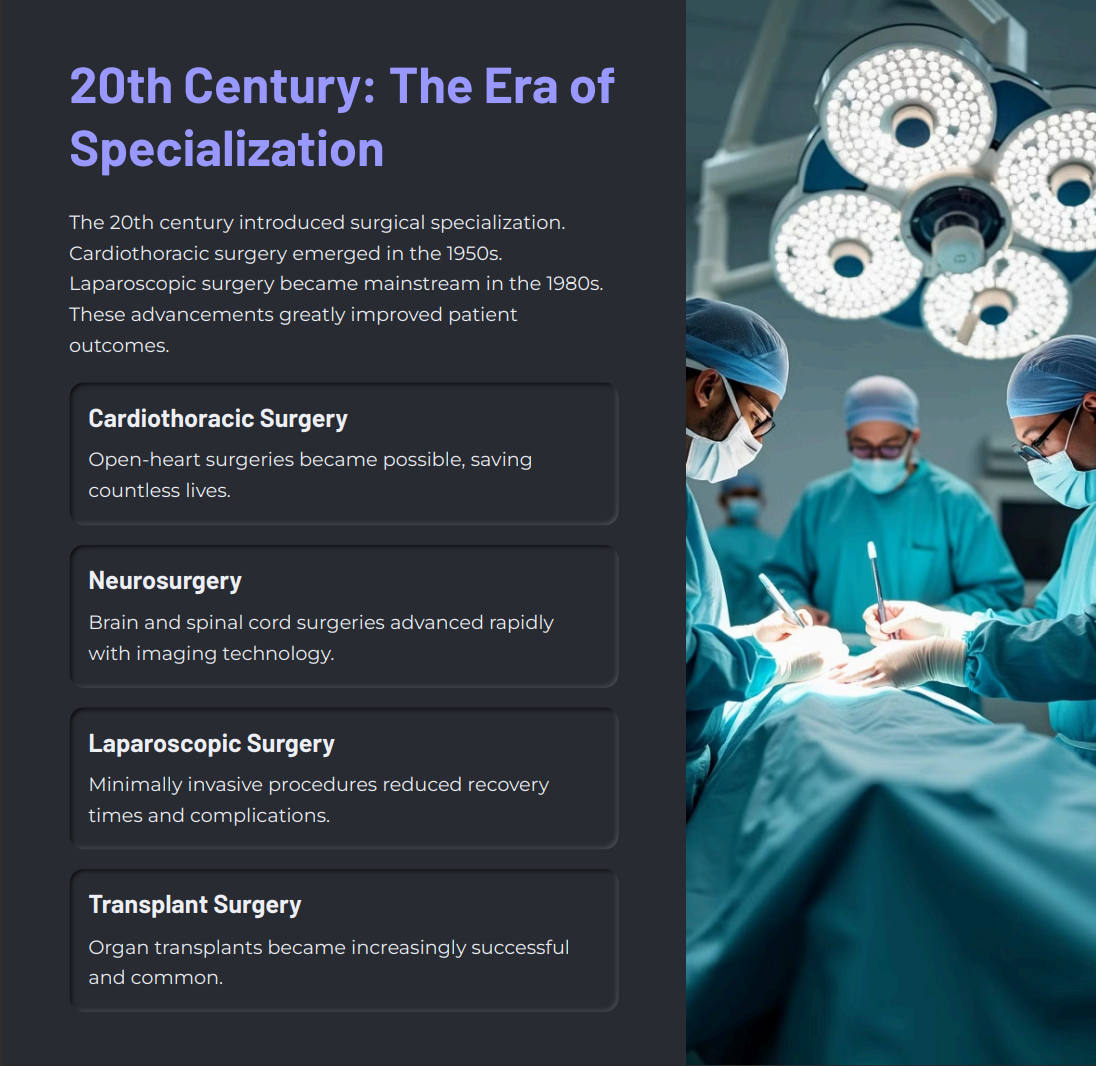 20th Century: The Era of
Specialization
The 20th century introduced surgical specialization.
Cardiothoracic surgery emerged in the 1950s.
Laparoscopic surgery became mainstream in the 1980s.
These advancements greatly improved patient
outcomes.
Cardiothoracic Surgery
Open-heart surgeries became possible, saving
countless lives.
Neurosurgery
Brain and spinal cord surgeries advanced rapidly
with imaging technology.
Laparoscopic Surgery
Minimally invasive procedures reduced recovery
times and complications.
Transplant Surgery
Organ transplants became increasingly successful
and common.